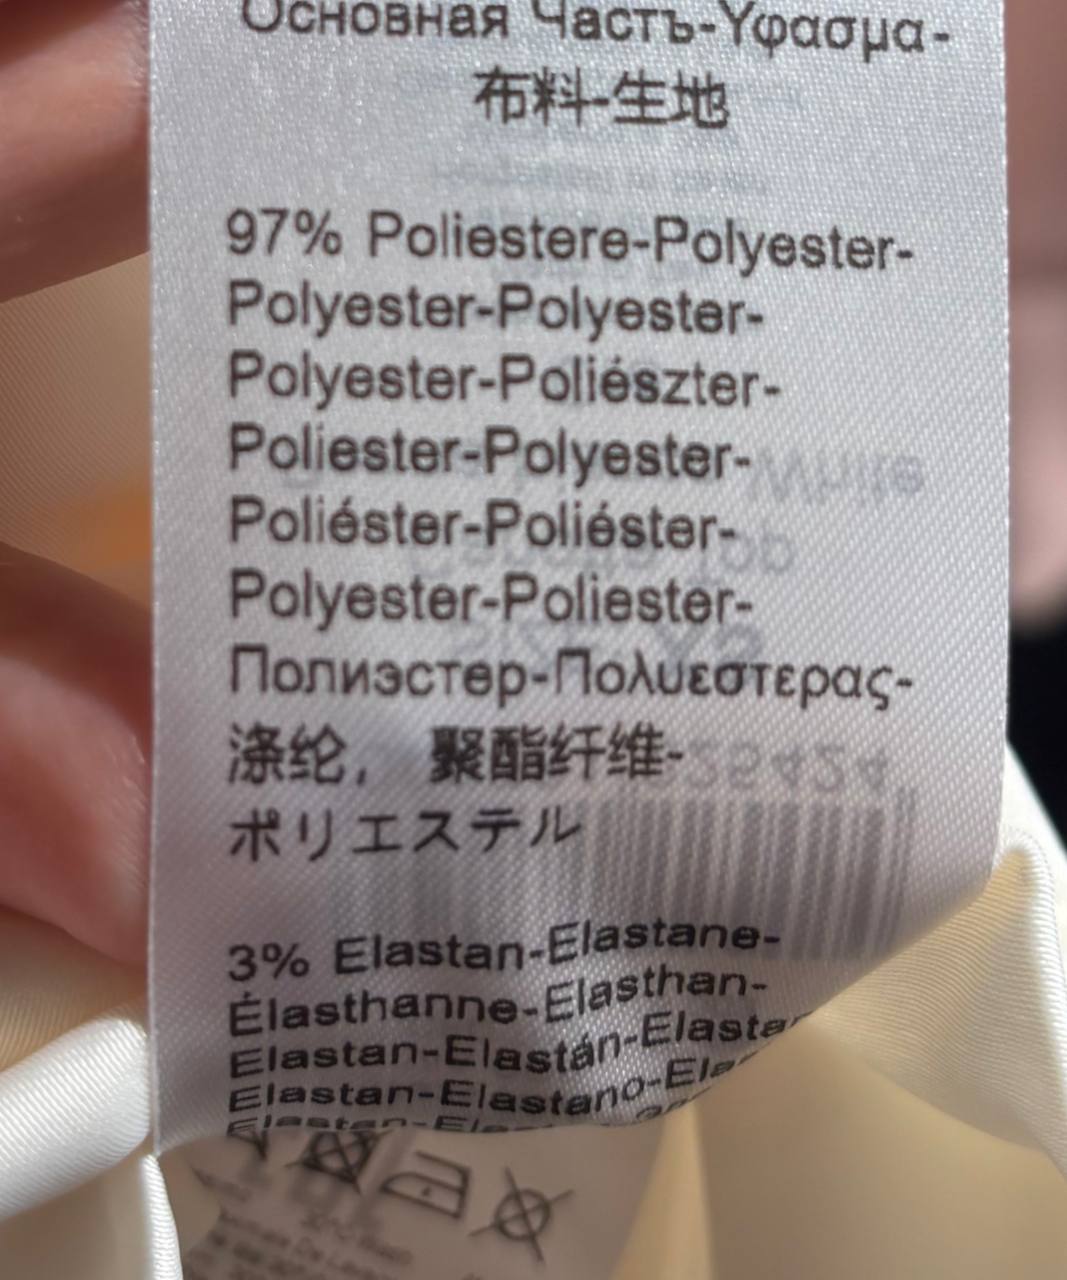 Основная Часть-Υφασμα-
布料-生地
97% Poliestere-Polyester-
Polyester-Polyester-
Polyester-Poliészter-
Poliester-Polyester-
Poliéster-Poliéster-
Polyester-Poliester-
Полиэстер-Πολυεστερας-
涤纶, 聚酯纤维-
ポリエステル
3% Elastan-Elastane-
Élasthanne-Elasthan-
Elastan-Elastán-Elastan
Elastan-Elastano-